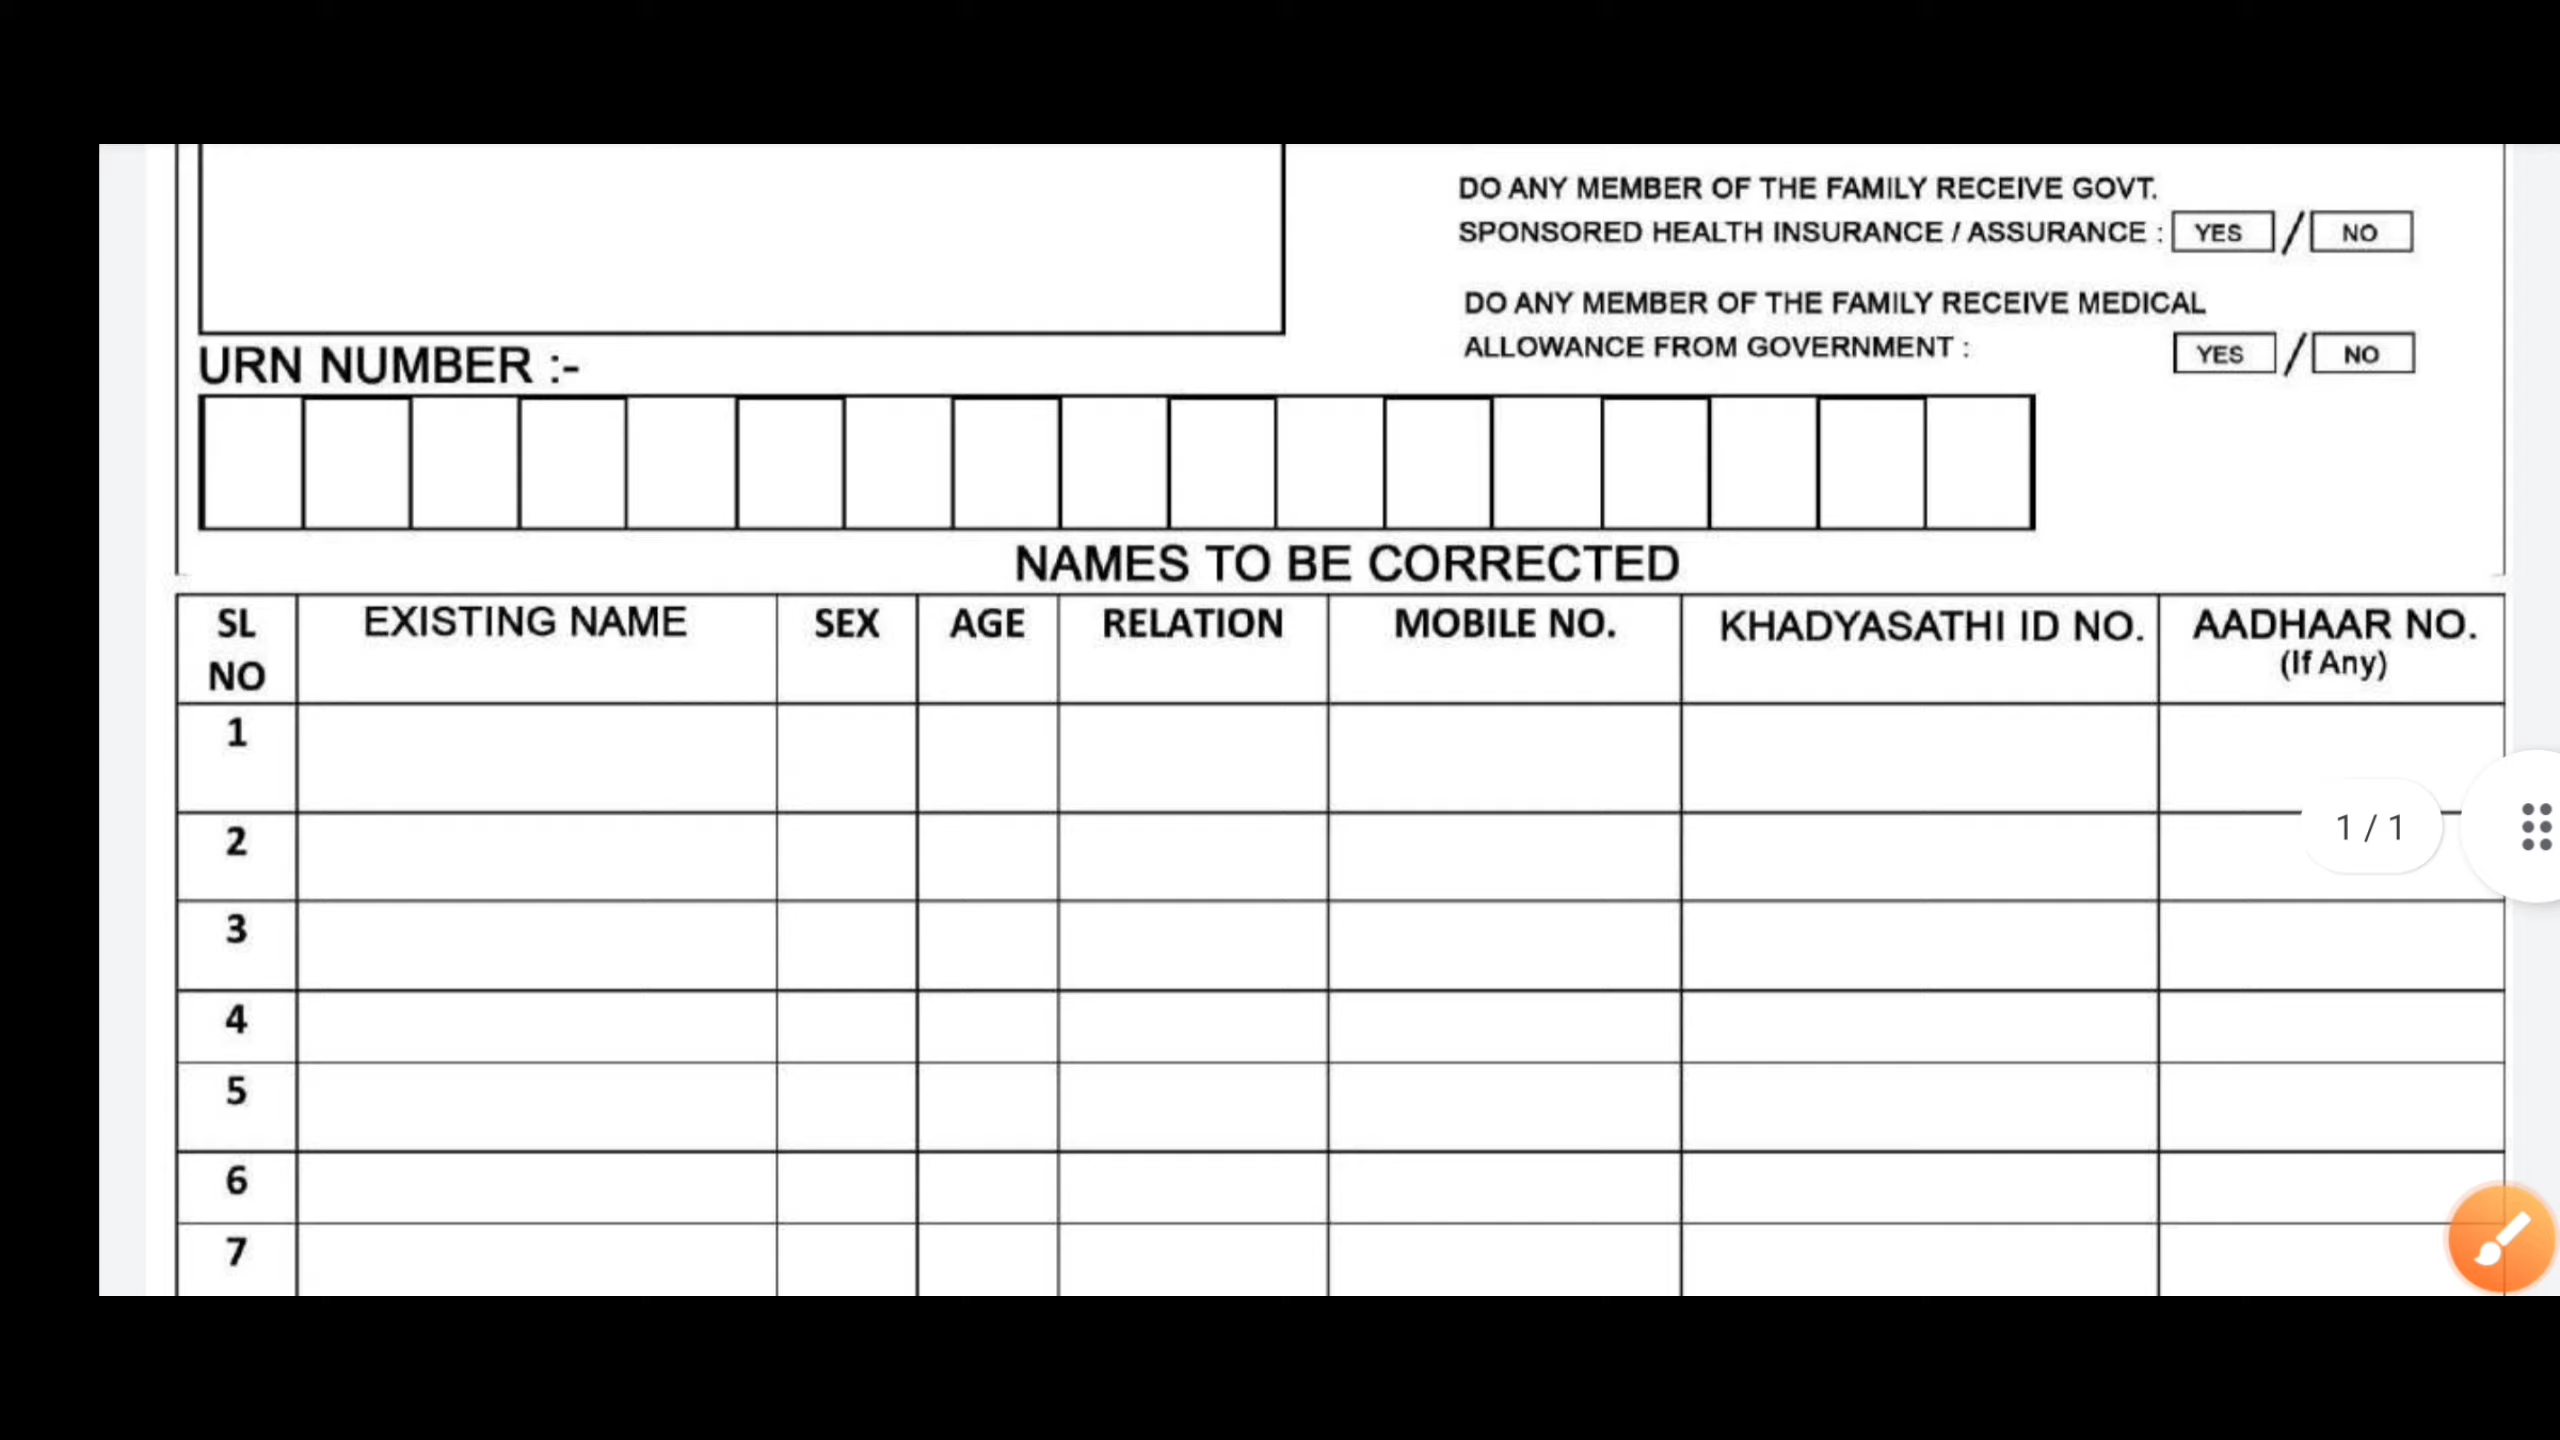 DO ANY MEMBER OF THE FAMILY RECEIVE GOVT.
SPONSORED HEALTH INSURANCE / ASSURANCE : YES / NO
DO ANY MEMBER OF THE FAMILY RECEIVE MEDICAL
ALLOWANCE FROM GOVERNMENT : YES / NO
URN NUMBER :-
NAMES TO BE CORRECTED
SL NO EXISTING NAME SEX AGE RELATION MOBILE NO. KHADYASATHI ID NO. AADHAAR NO. (If Any)
1
2
1 / 1
3
4
5
6
7